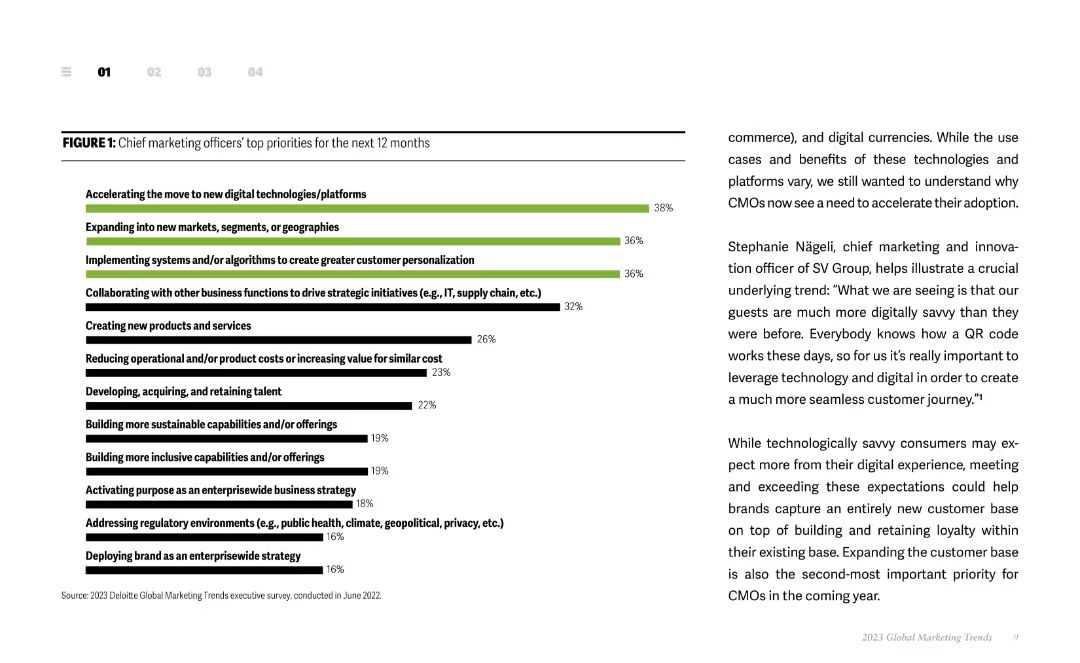 01 02 03 04
FIGURE 1: Chief marketing officers’ top priorities for the next 12 months
Accelerating the move to new digital technologies/platforms
38%
Expanding into new markets, segments, or geographies
36%
Implementing systems and/or algorithms to create greater customer personalization
36%
Collaborating with other business functions to drive strategic initiatives (e.g., IT, supply chain, etc.)
32%
Creating new products and services
26%
Reducing operational and/or product costs or increasing value for similar cost
23%
Developing, acquiring, and retaining talent
22%
Building more sustainable capabilities and/or offerings
19%
Building more inclusive capabilities and/or offerings
19%
Activating purpose as an enterprisewide business strategy
18%
Addressing regulatory environments (e.g., public health, climate, geopolitical, privacy, etc.)
16%
Deploying brand as an enterprisewide strategy
16%
Source: 2023 Deloitte Global Marketing Trends executive survey, conducted in June 2022.
commerce), and digital currencies. While the use
cases and benefits of these technologies and
platforms vary, we still wanted to understand why
CMOs now see a need to accelerate their adoption.
Stephanie Nägeli, chief marketing and innova-
tion officer of SV Group, helps illustrate a crucial
underlying trend: “What we are seeing is that our
guests are much more digitally savvy than they
were before. Everybody knows how a QR code
works these days, so for us it’s really important to
leverage technology and digital in order to create
a much more seamless customer journey.”¹
While technologically savvy consumers may ex-
pect more from their digital experience, meeting
and exceeding these expectations could help
brands capture an entirely new customer base
on top of building and retaining loyalty within
their existing base. Expanding the customer base
is also the second-most important priority for
CMOs in the coming year.
2023 Global Marketing Trends 9